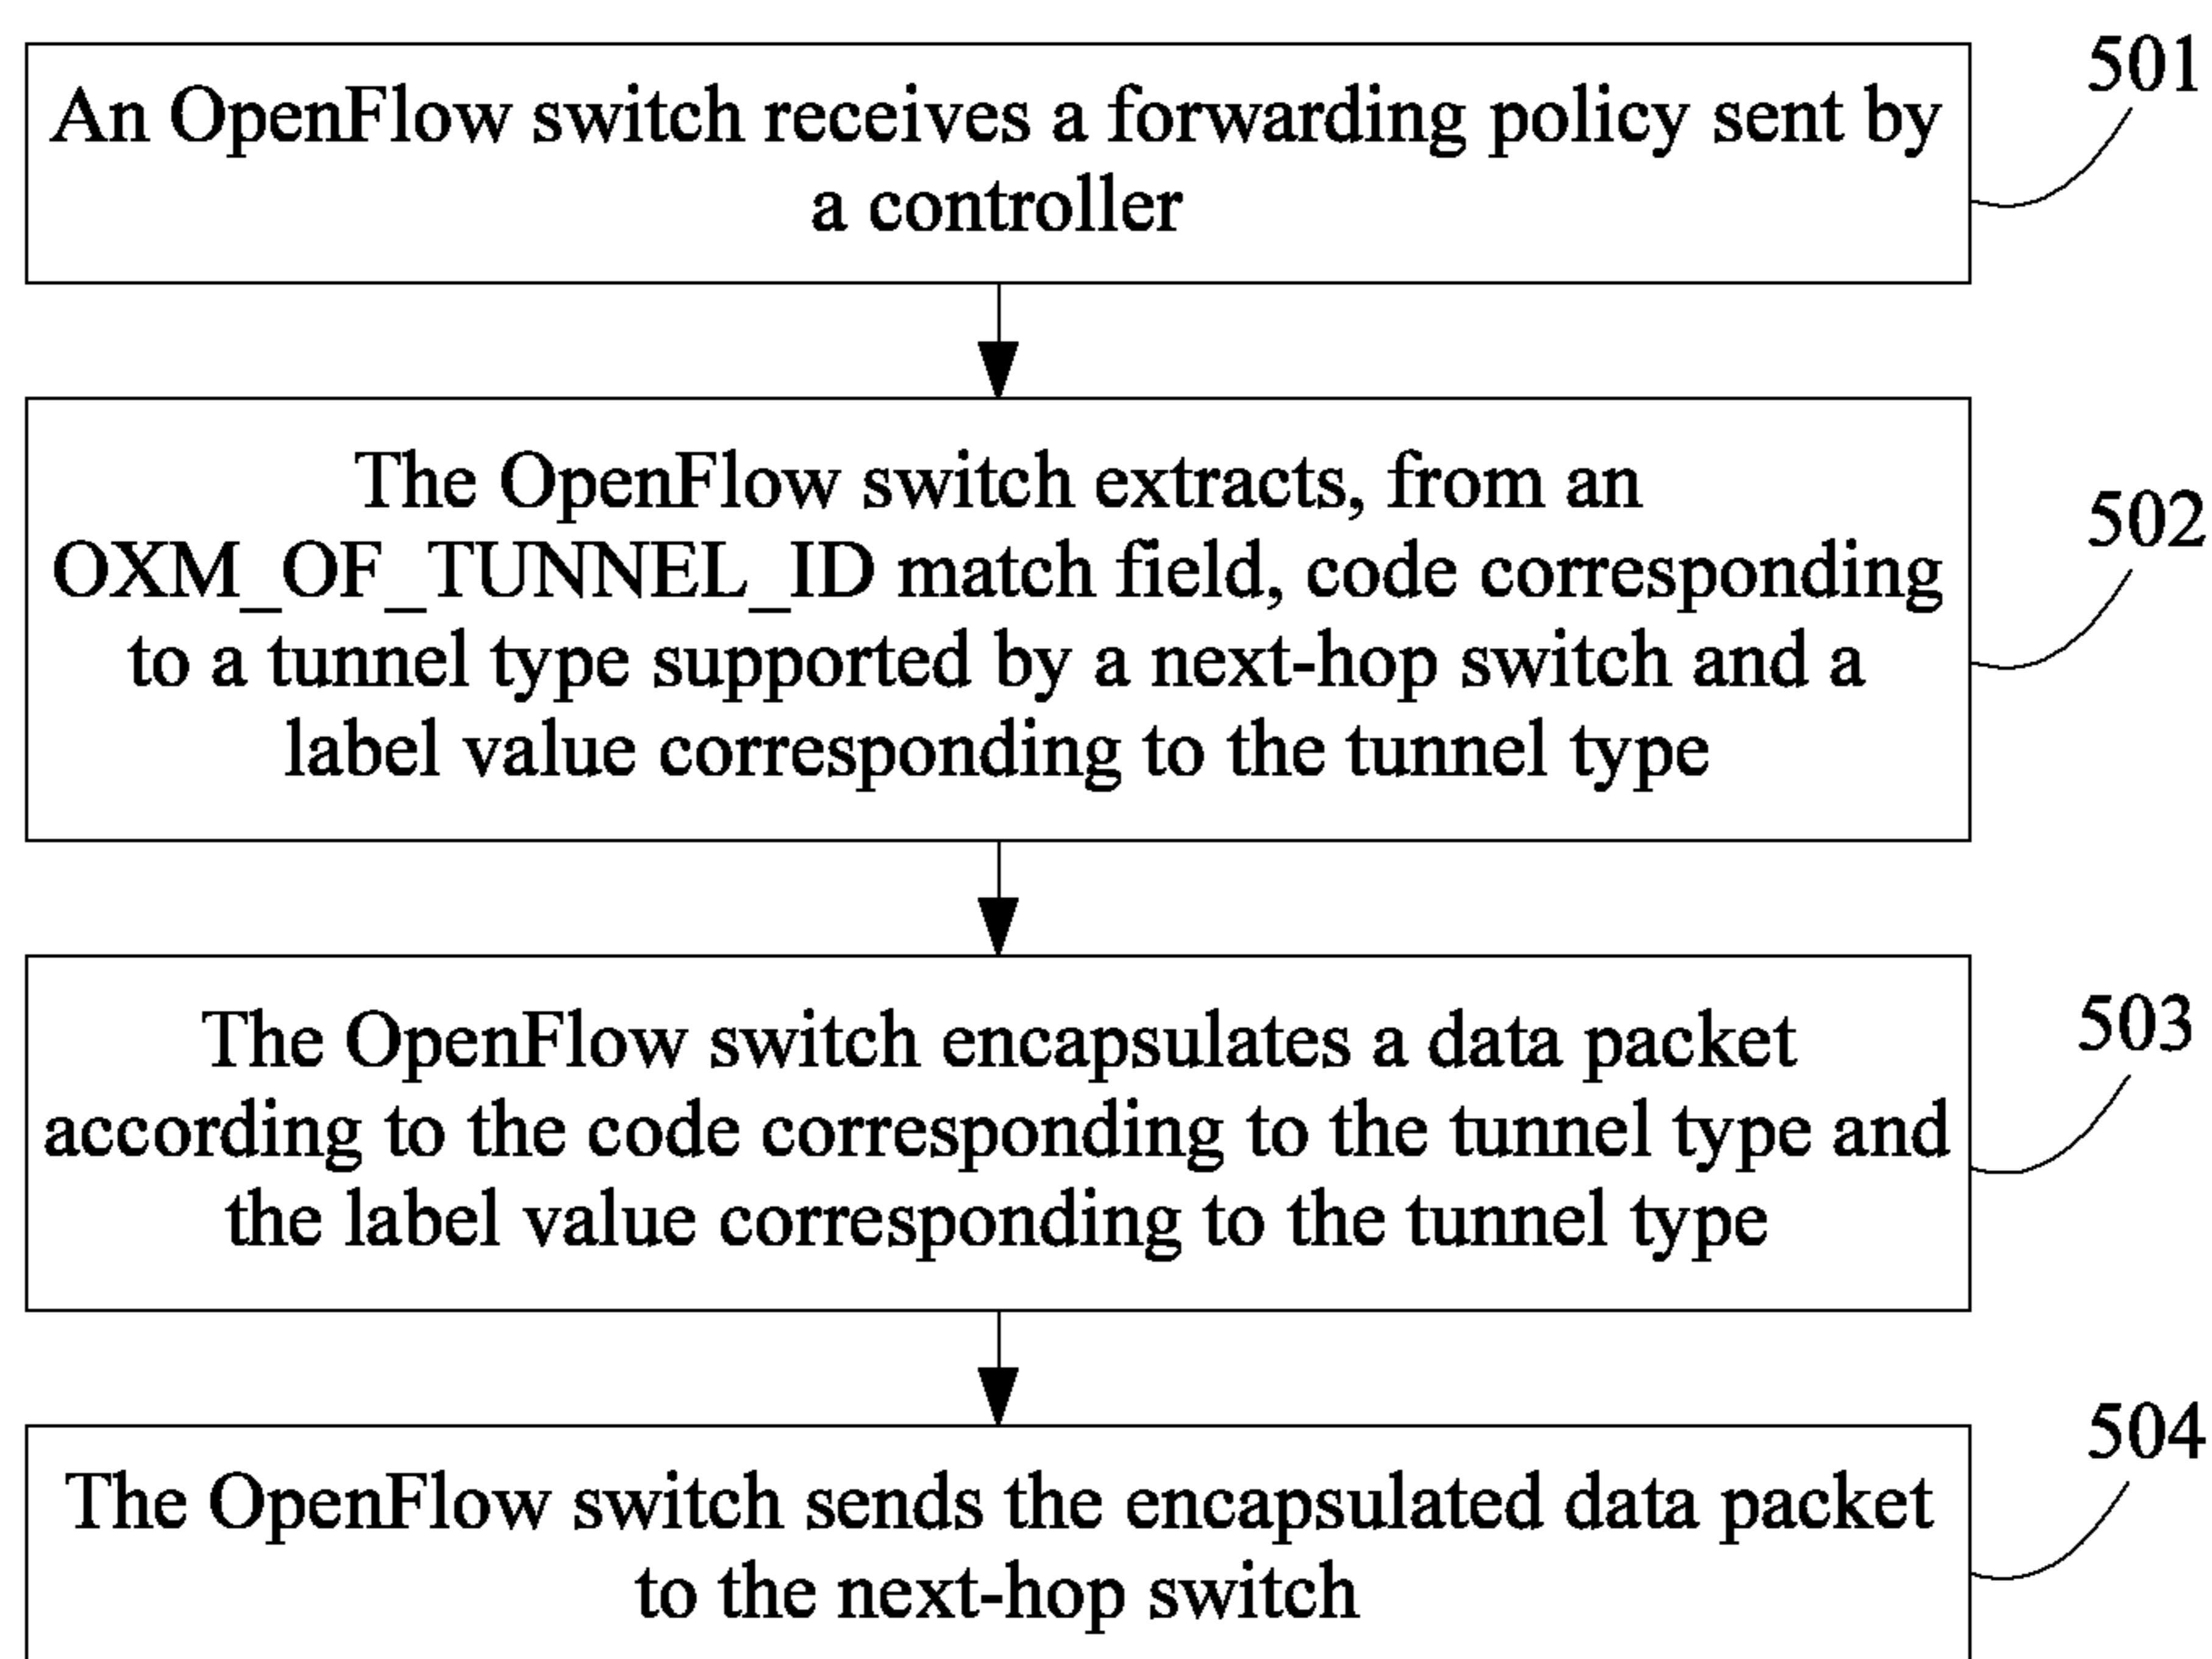 An OpenFlow switch receives a forwarding policy sent by
a controller
501
The OpenFlow switch extracts, from an
OXM_OF_TUNNEL_ID match field, code corresponding
to a tunnel type supported by a next-hop switch and a
label value corresponding to the tunnel type
502
The OpenFlow switch encapsulates a data packet
according to the code corresponding to the tunnel type and
the label value corresponding to the tunnel type
503
The OpenFlow switch sends the encapsulated data packet
to the next-hop switch
504